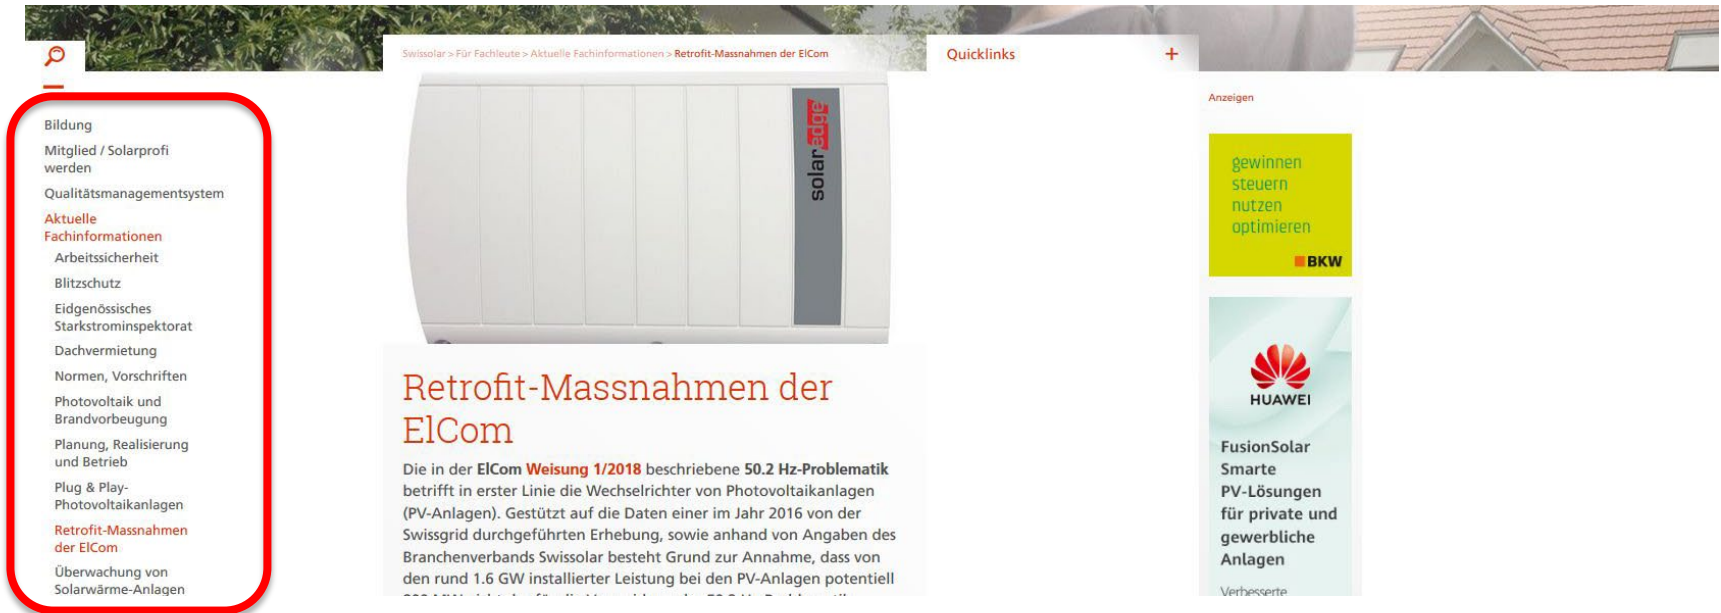 Swissolar > Für Fachleute > Aktuelle Fachinformationen > Retrofit-Massnahmen der ElCom
Quicklinks +
Bildung
Mitglied / Solarprofi
werden
Qualitätsmanagementsystem
Aktuelle
Fachinformationen
Arbeitssicherheit
Blitzschutz
Eidgenössisches
Starkstrominspektorat
Dachvermietung
Normen, Vorschriften
Photovoltaik und
Brandvorbeugung
Planung, Realisierung
und Betrieb
Plug & Play-
Photovoltaikanlagen
Retrofit-Massnahmen
der ElCom
Überwachung von
Solarwärme-Anlagen
solaredge
Retrofit-Massnahmen der
ElCom
Die in der ElCom Weisung 1/2018 beschriebene 50.2 Hz-Problematik
betrifft in erster Linie die Wechselrichter von Photovoltaikanlagen
(PV-Anlagen). Gestützt auf die Daten einer im Jahr 2016 von der
Swissgrid durchgeführten Erhebung, sowie anhand von Angaben des
Branchenverbands Swissolar besteht Grund zur Annahme, dass von
den rund 1.6 GW installierter Leistung bei den PV-Anlagen potentiell
Anzeigen
gewinnen
steuern
nutzen
optimieren
BKW
HUAWEI
FusionSolar
Smarte
PV-Lösungen
für private und
gewerbliche
Anlagen
Verbesserte